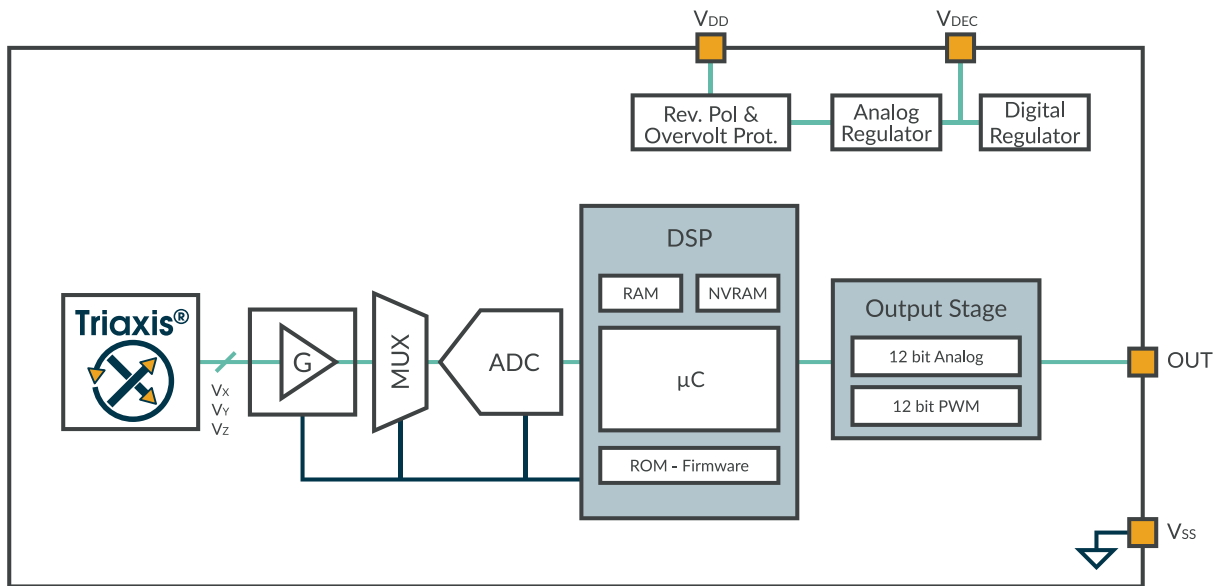 VDD
VDEC
Rev. Pol &
Overvolt Prot.
Analog
Regulator
Digital
Regulator
DSP
RAM
NVRAM
Triaxis®
VX
VY
VZ
G
MUX
ADC
µC
ROM - Firmware
Output Stage
12 bit Analog
12 bit PWM
OUT
VSS